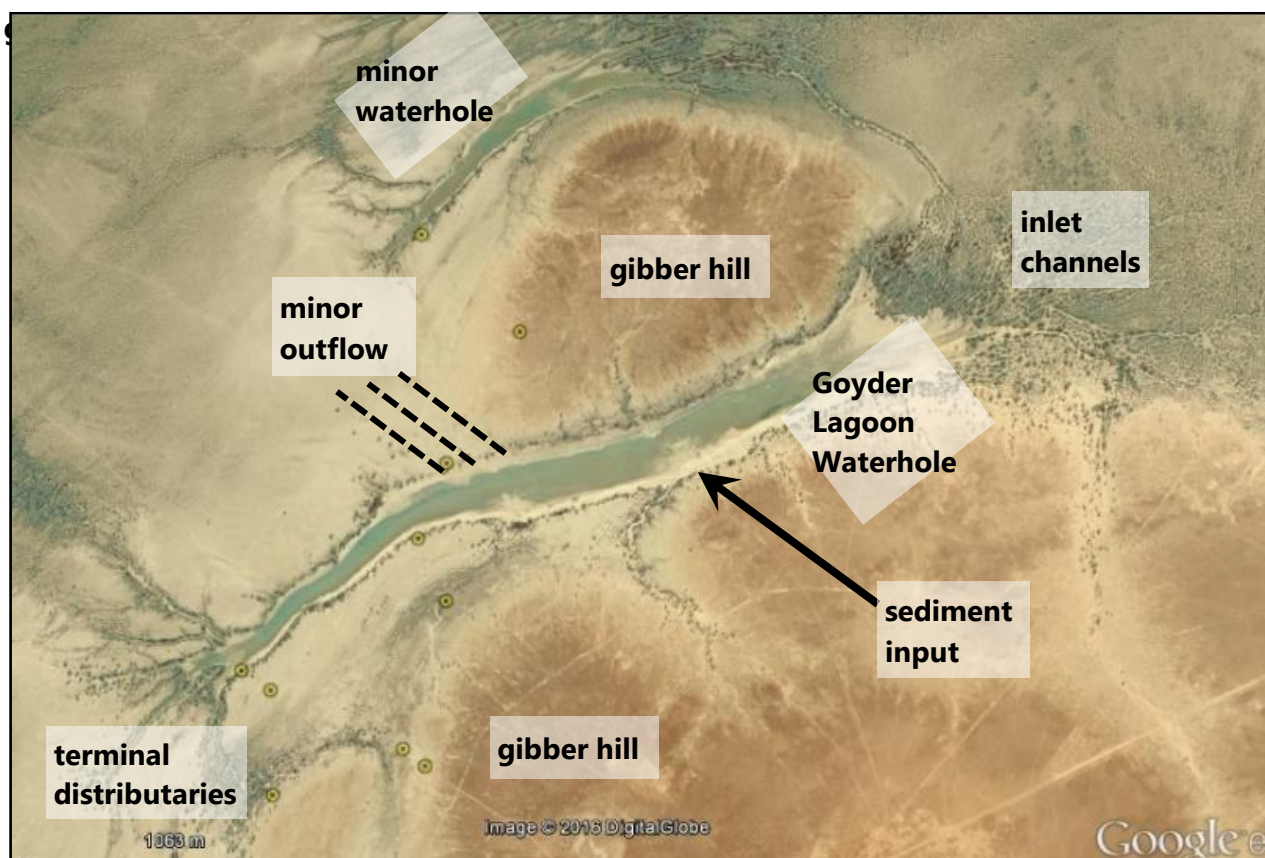 minor
waterhole
inlet
channels
gibber hill
minor
outflow
Goyder
Lagoon
Waterhole
sediment
input
gibber hill
terminal
distributaries
1063 m
Image © 2016 DigitalGlobe
Google e